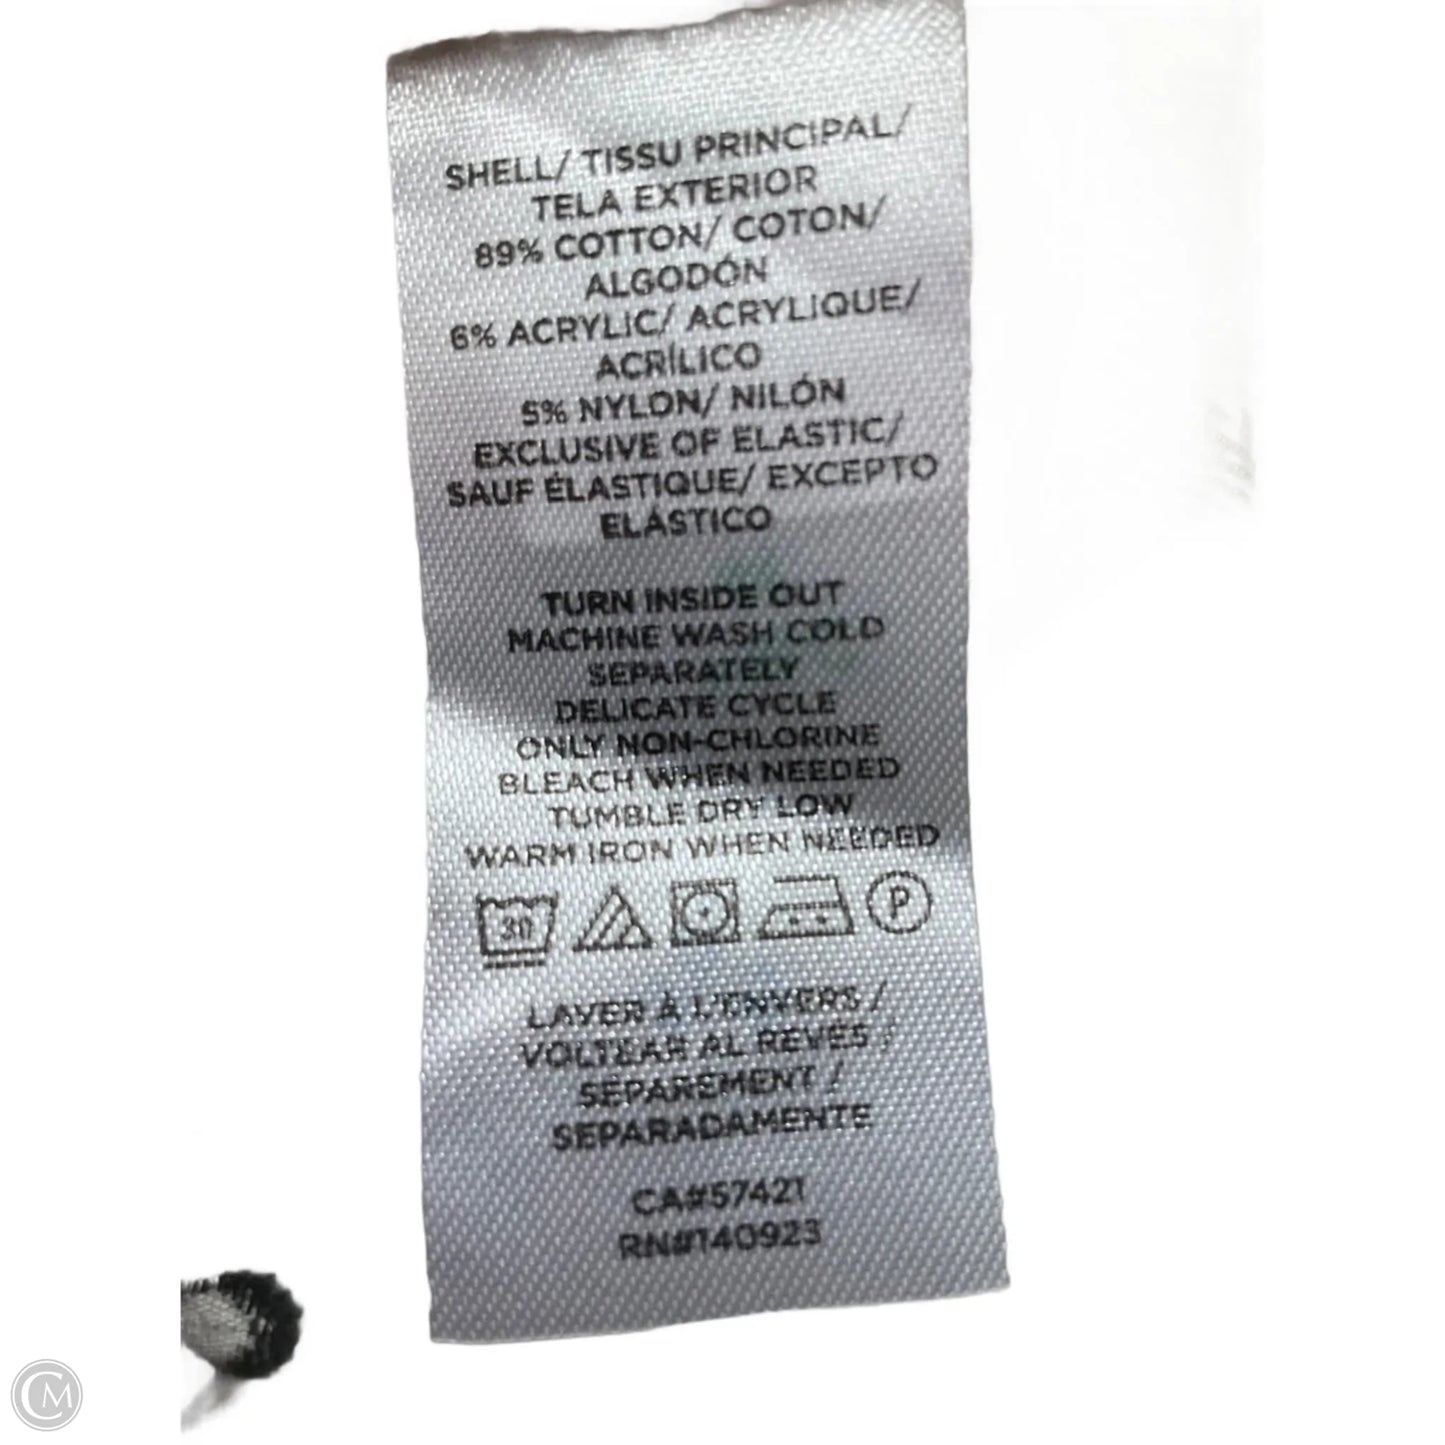 SHELL/ TISSU PRINCIPAL/
TELA EXTERIOR
89% COTTON/ COTON/
ALGODÓN
6% ACRYLIC/ ACRYLIQUE/
ACRÍLICO
5% NYLON/ NILÓN
EXCLUSIVE OF ELASTIC/
SAUF ÉLASTIQUE/ EXCEPTO
ELÁSTICO
TURN INSIDE OUT
MACHINE WASH COLD
SEPARATELY
DELICATE CYCLE
ONLY NON-CHLORINE
BLEACH WHEN NEEDED
TUMBLE DRY LOW
WARM IRON WHEN NEEDED
30 P
LAVER À L'ENVERS /
VOLTEAR AL REVÉS /
SÉPAREMENT /
SEPARADAMENTE
CA#57421
RN#140923
CM